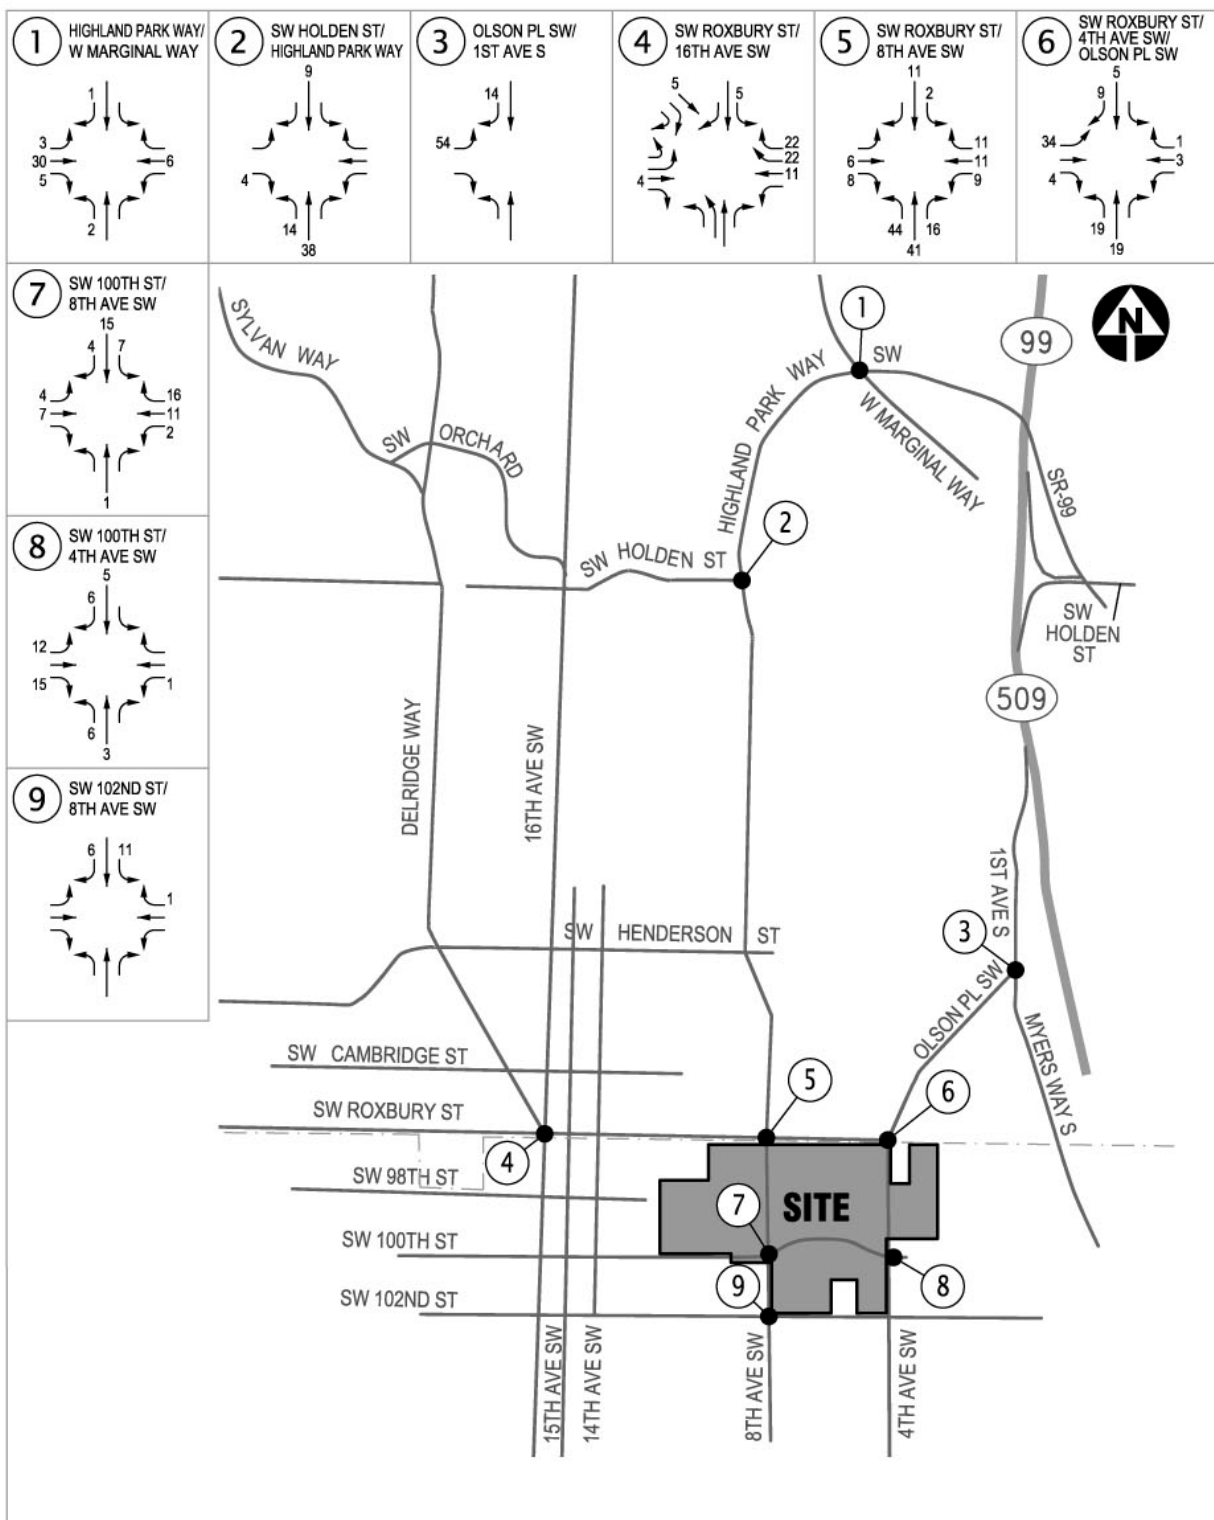 1
HIGHLAND PARK WAY/
W MARGINAL WAY
1
3
30
5
6
2
2
SW HOLDEN ST/
HIGHLAND PARK WAY
9
4
14
38
3
OLSON PL SW/
1ST AVE S
14
54
4
SW ROXBURY ST/
16TH AVE SW
5
5
22
22
11
4
5
SW ROXBURY ST/
8TH AVE SW
11
2
6
8
11
11
9
44
16
41
6
SW ROXBURY ST/
4TH AVE SW/
OLSON PL SW
5
9
34
1
3
4
19
19
7
SW 100TH ST/
8TH AVE SW
15
4
7
4
7
16
11
2
1
8
SW 100TH ST/
4TH AVE SW
5
6
12
15
1
6
3
9
SW 102ND ST/
8TH AVE SW
6
11
1
N
SYLVAN WAY
SW ORCHARD
HIGHLAND PARK WAY SW
1
W MARGINAL WAY
99
SR-99
2
SW HOLDEN ST
SW
HOLDEN
ST
509
DELRIDGE WAY
16TH AVE SW
1ST AVE S
SW HENDERSON ST
3
OLSON PL SW
MYERS WAY S
SW CAMBRIDGE ST
SW ROXBURY ST
5
6
4
SW 98TH ST
SITE
7
SW 100TH ST
8
9
SW 102ND ST
15TH AVE SW
14TH AVE SW
8TH AVE SW
4TH AVE SW